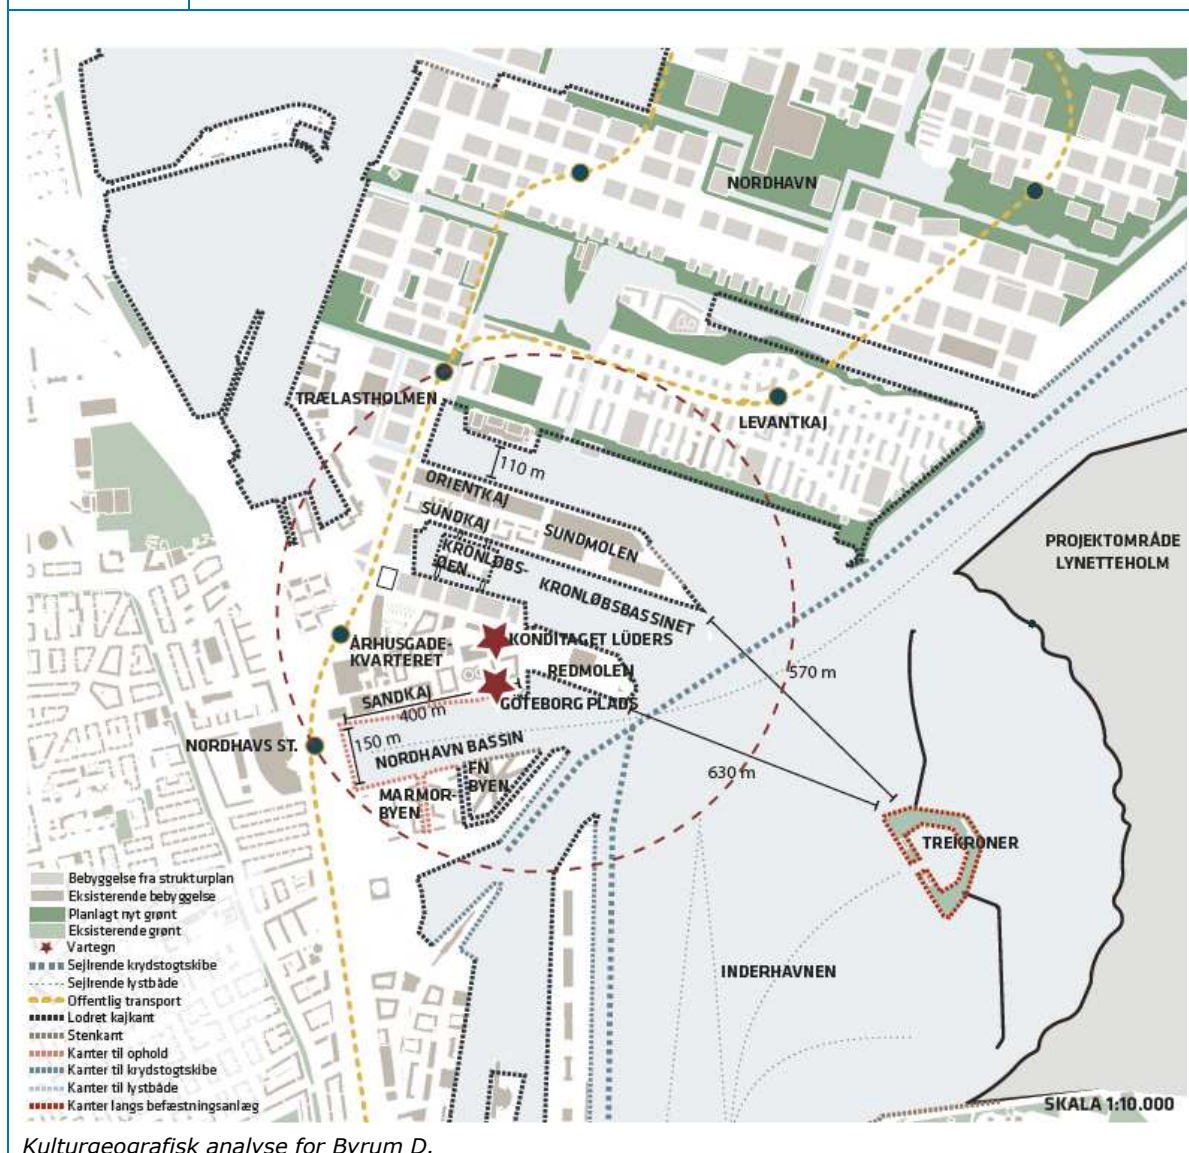 NORDHAVN
TRÆLASTHOLMEN
LEVANTKAJ
110 m
ORIENTKAJ
SUNDKAJ
SUNDMOLEN
PROJEKTOMRÅDE
LYNETTEHOLM
KRONLØBS-
ØEN
KRONLØBSBASSINET
ÅRHUSGADE-
KVARTERET
KONDITAGET LÜDERS
REDMOLEN
570 m
SANDKAJ
GÖTEBORG PLADS
400 m
NORDHAVS ST.
150 m
NORDHAVN BASSIN
630 m
FN
BYEN
MARMOR-
BYEN
TREKRONER
INDERHAVNEN
Bebyggelse fra strukturplan
Eksisterende bebyggelse
Planlagt nyt grønt
Eksisterende grønt
Vartegn
Sejlrende krydstogtskibe
Sejlrende lystbåde
Offentlig transport
Lodret kajkant
Stenkant
Kanter til ophold
Kanter til krydstogtskibe
Kanter til lystbåde
Kanter langs befæstningsanlæg
SKALA 1:10.000
Kulturgeografisk analyse for Byrum D.